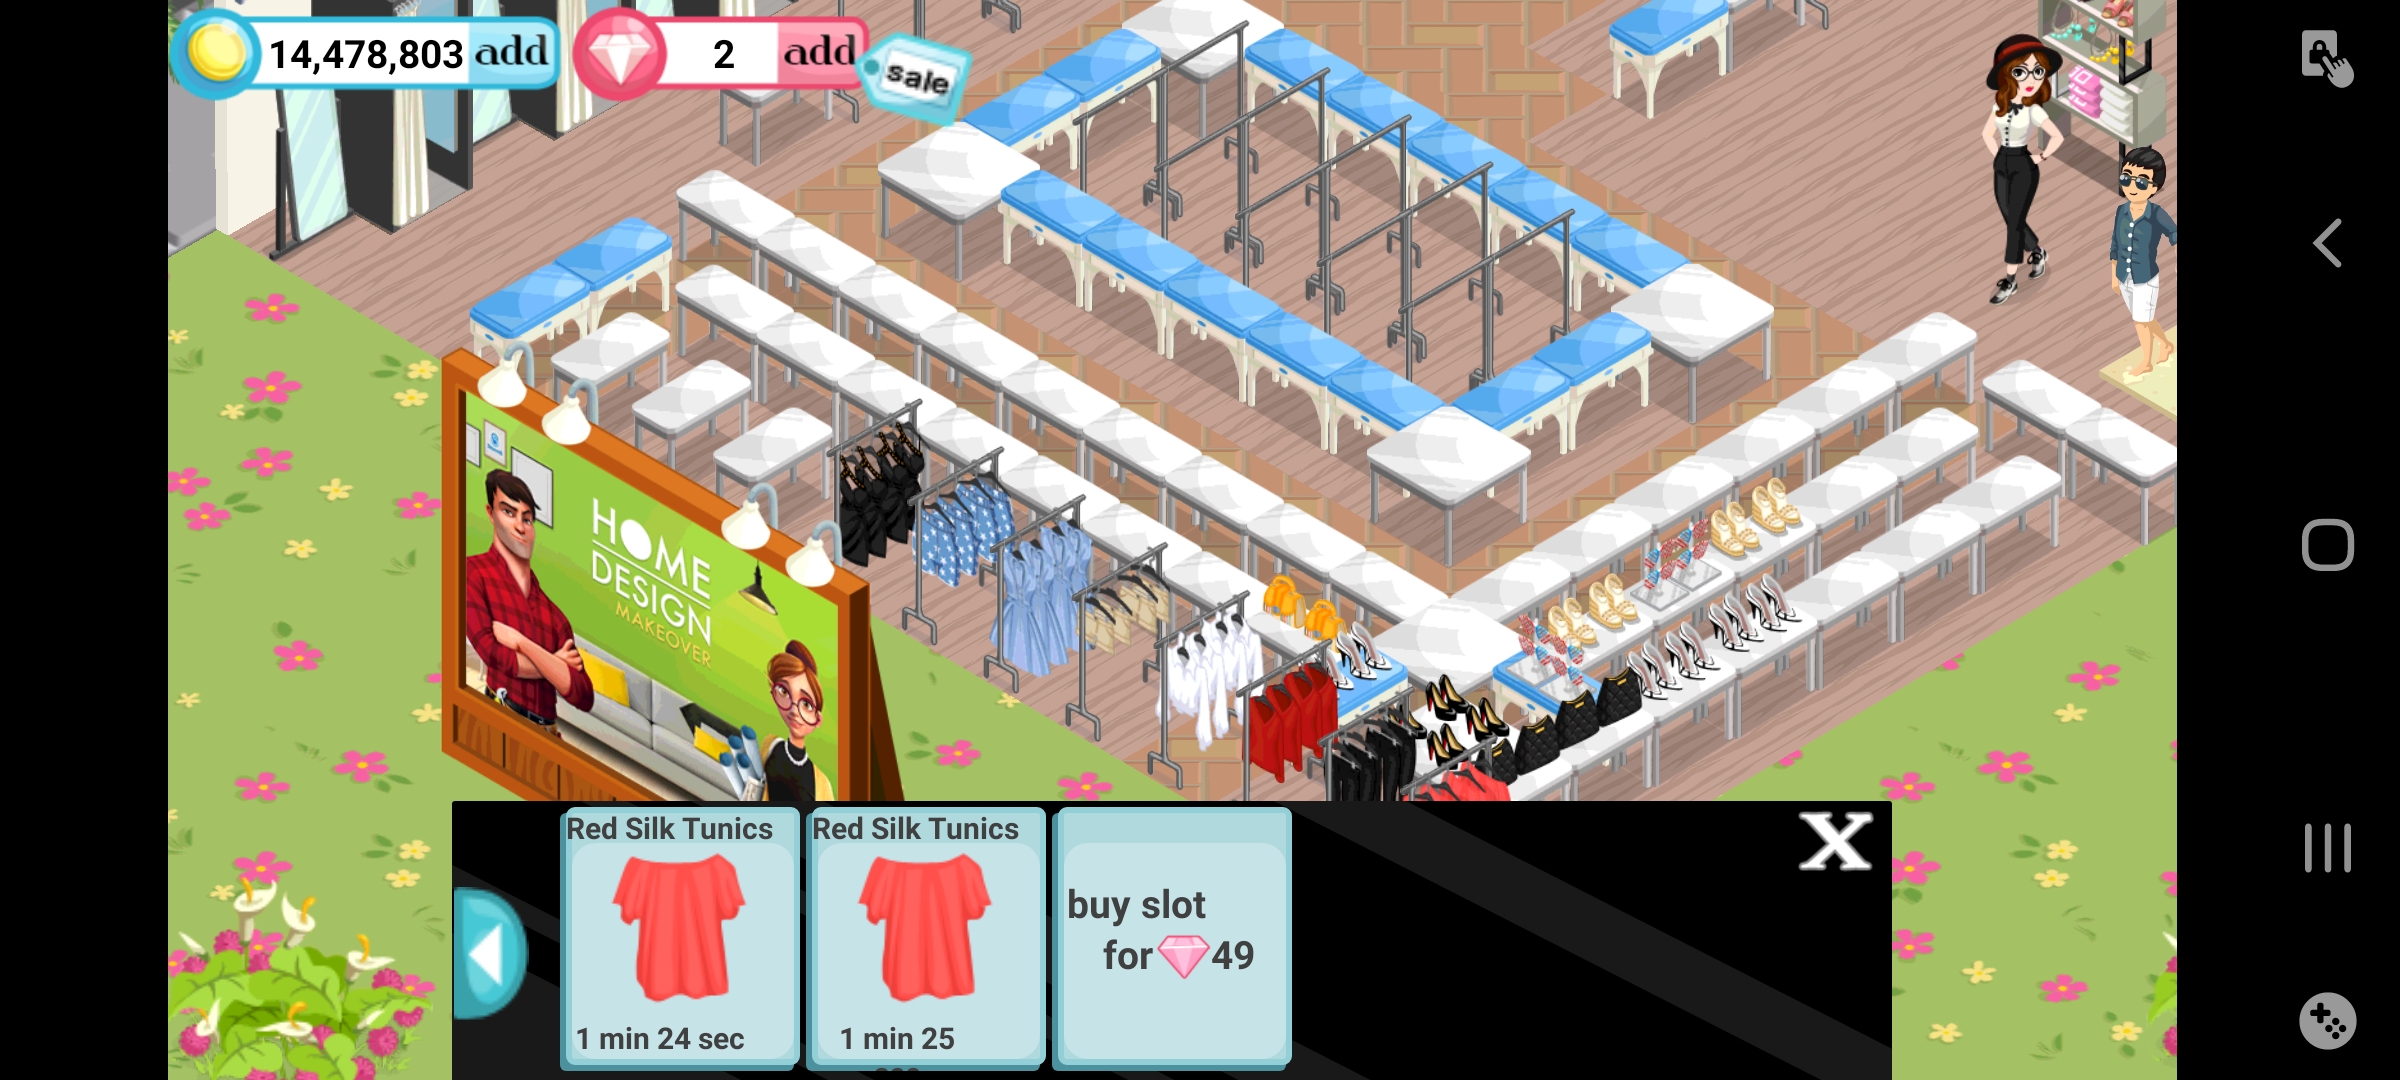 14,478,803 add
2 add
sale
HOME
DESIGN
MAKEOVER
Red Silk Tunics
1 min 24 sec
Red Silk Tunics
1 min 25
buy slot
for 49
X